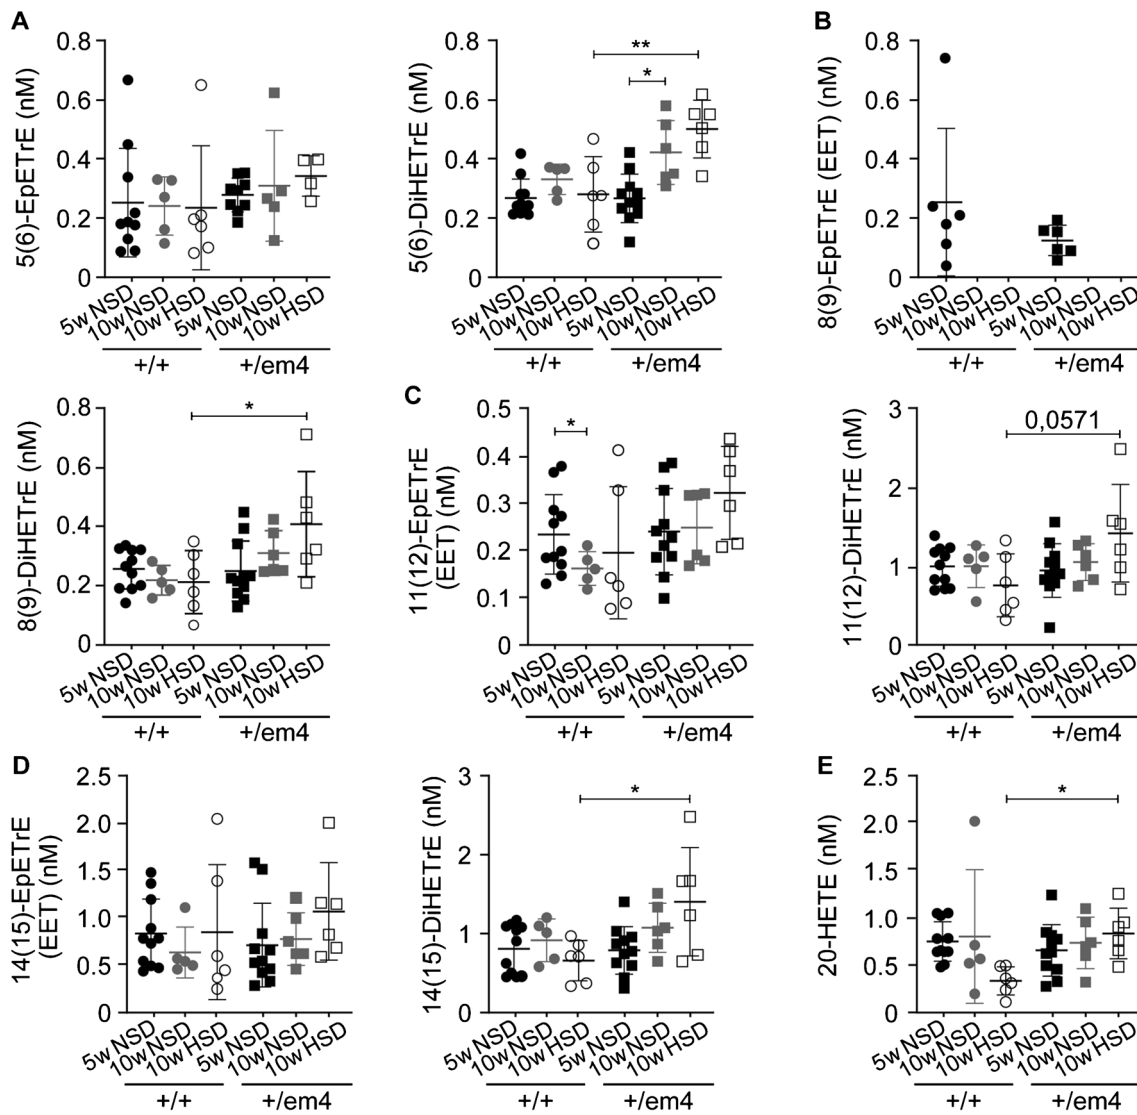 A
5(6)-EpETrE (nM)
0.8
0.6
0.4
0.2
0
5w NSD
10w NSD
10w HSD
5w NSD
10w NSD
10w HSD
+/+
+/em4
5(6)-DiHETrE (nM)
0.8
0.6
0.4
0.2
0
**
*
5w NSD
10w NSD
10w HSD
5w NSD
10w NSD
10w HSD
+/+
+/em4
B
8(9)-EpETrE (EET) (nM)
0.8
0.6
0.4
0.2
0
5w NSD
10w NSD
10w HSD
5w NSD
10w NSD
10w HSD
+/+
+/em4
8(9)-DiHETrE (nM)
0.8
0.6
0.4
0.2
0
*
5w NSD
10w NSD
10w HSD
5w NSD
10w NSD
10w HSD
+/+
+/em4
C
11(12)-EpETrE
(EET) (nM)
0.5
0.4
0.3
0.2
0.1
0
*
5w NSD
10w NSD
10w HSD
5w NSD
10w NSD
10w HSD
+/+
+/em4
11(12)-DiHETrE (nM)
3
2
1
0
0,0571
5w NSD
10w NSD
10w HSD
5w NSD
10w NSD
10w HSD
+/+
+/em4
D
14(15)-EpETrE
(EET) (nM)
2.5
2.0
1.5
1.0
0.5
0
5w NSD
10w NSD
10w HSD
5w NSD
10w NSD
10w HSD
+/+
+/em4
14(15)-DiHETrE (nM)
3
2
1
0
*
5w NSD
10w NSD
10w HSD
5w NSD
10w NSD
10w HSD
+/+
+/em4
E
20-HETE (nM)
2.5
2.0
1.5
1.0
0.5
0
*
5w NSD
10w NSD
10w HSD
5w NSD
10w NSD
10w HSD
+/+
+/em4